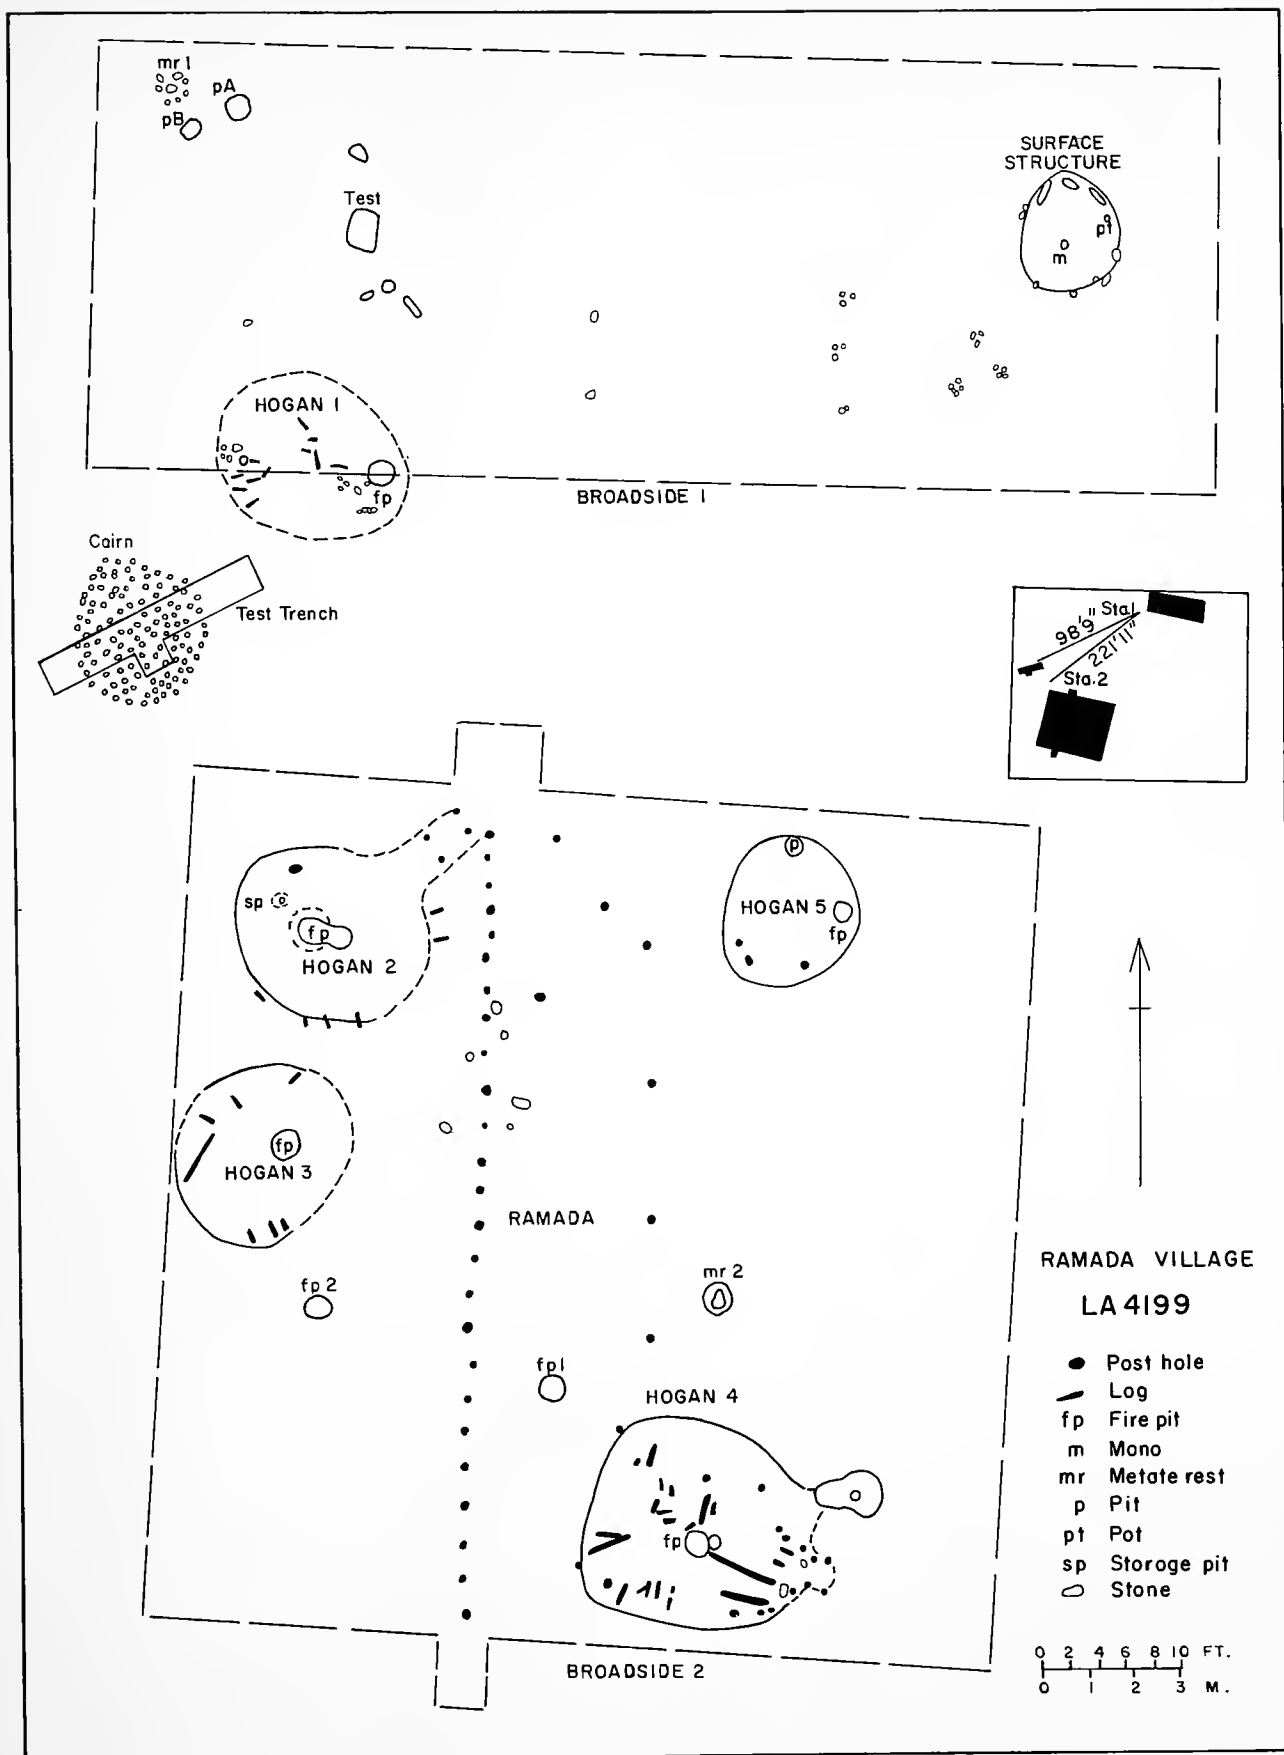 mr 1
pA
pB
Test
SURFACE
STRUCTURE
pt
m
HOGAN 1
fp
BROADSIDE 1
Cairn
Test Trench
Sta.1
98'9"
221'11"
Sta.2
p
sp
fp
HOGAN 5
fp
HOGAN 2
fp
HOGAN 3
RAMADA
fp 2
mr 2
fp1
HOGAN 4
fp
BROADSIDE 2
RAMADA VILLAGE
LA 4199
Post hole
Log
fp Fire pit
m Mono
mr Metate rest
p Pit
pt Pot
sp Storage pit
Stone
0 2 4 6 8 10 FT.
0 1 2 3 M.